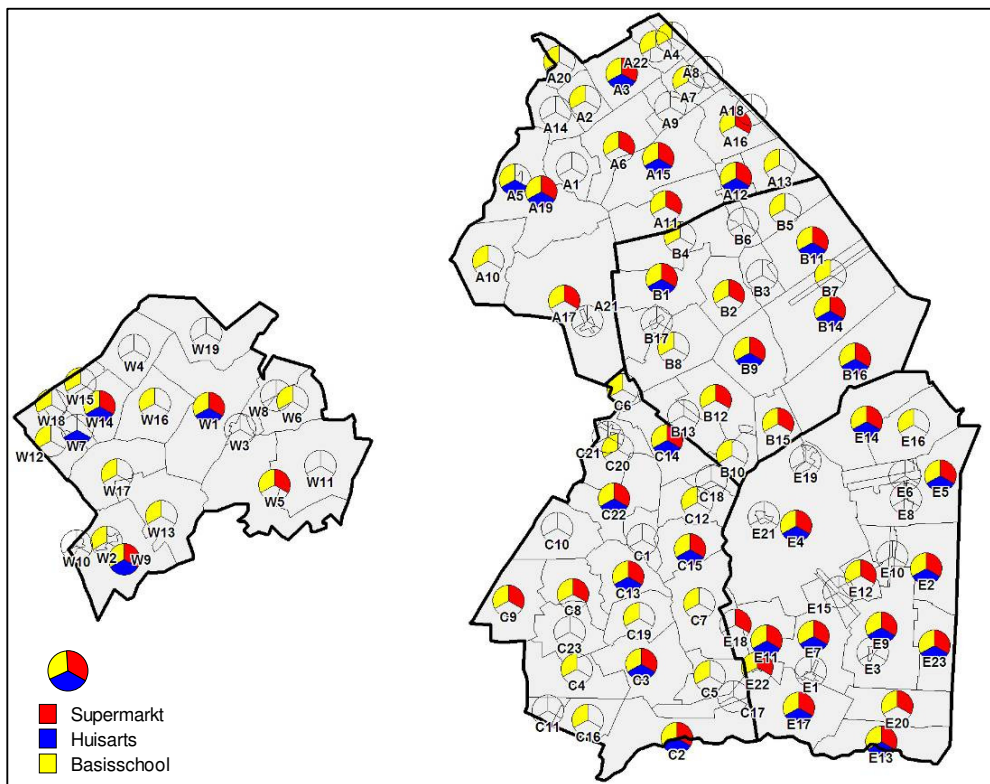 A4
A22
A20
A3
A8
A7
A2
A14
A9
A18
A16
A6
A15
A1
A13
A5
A12
A19
A11
B5
B6
B4
B11
A10
B3
B7
B1
B2
A17
A21
B14
B17
W19
B8
B9
W4
B16
W15
W8
C6
W18
W14
W16
W1
W6
B12
W7
W3
B13
B15
E14
E16
W12
C14
C21
C20
B10
E19
W11
W17
C18
E6
E5
W5
C22
C12
E8
W13
E21
C10
E4
C1
W2
W9
W10
C15
E10
E2
C13
E12
E15
C8
C9
C7
C19
E18
C23
E11
E7
E9
E3
E23
C4
C3
C5
E22
E1
C17
C11
C16
E17
E20
C2
E13
Supermarkt
Huisarts
Basisschool